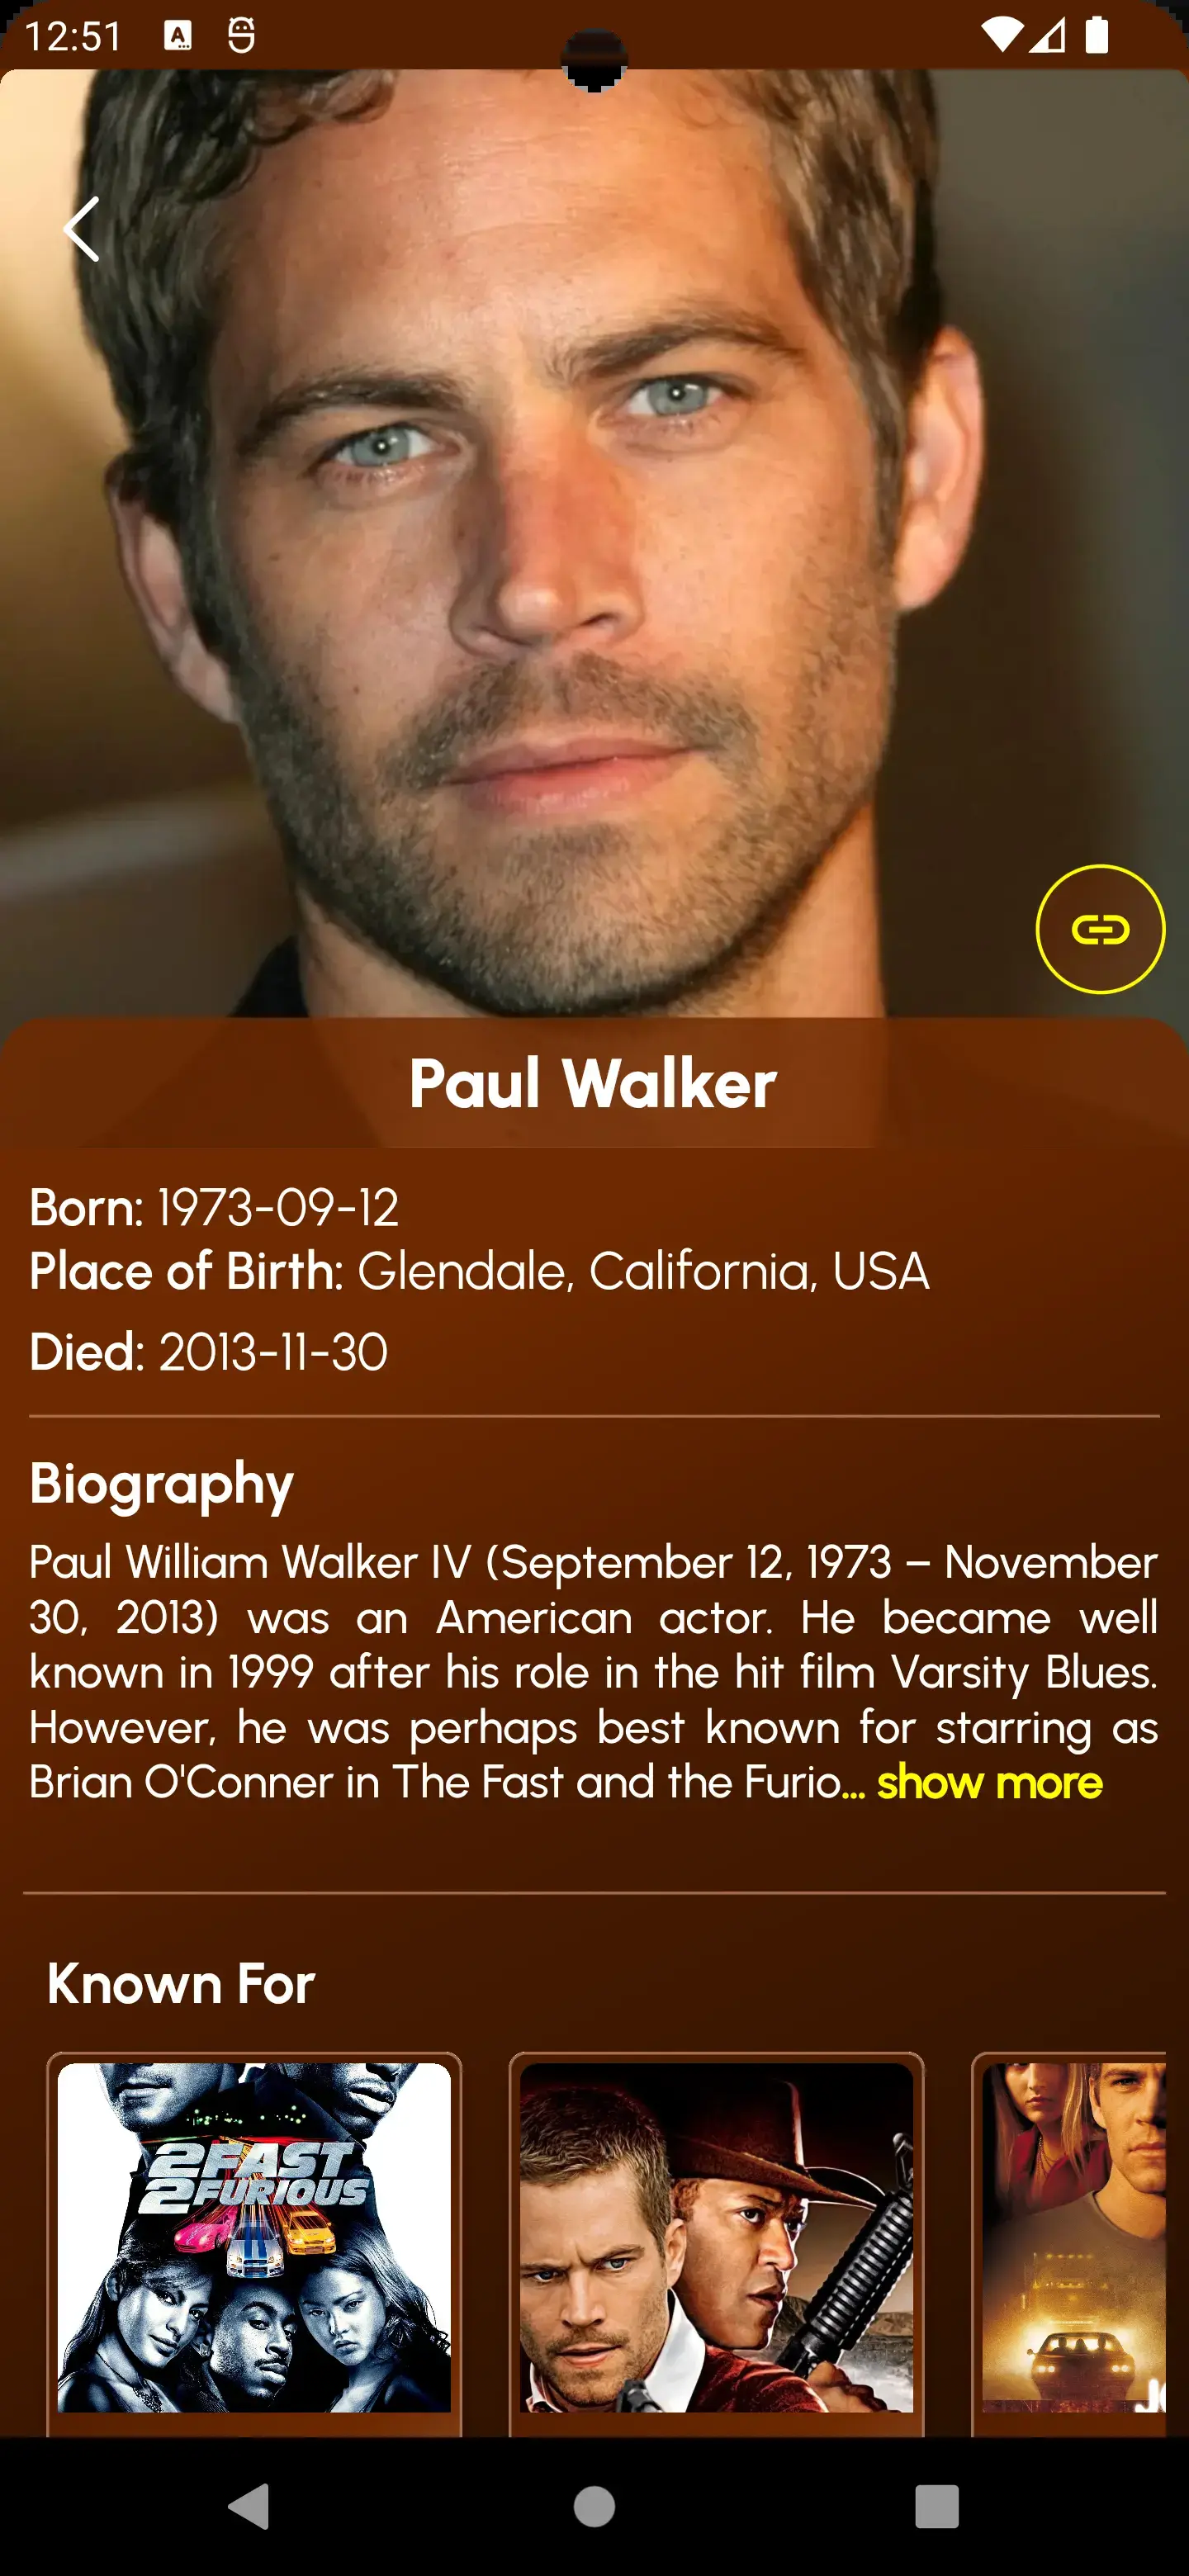 12:51
Paul Walker
Born: 1973-09-12
Place of Birth: Glendale, California, USA
Died: 2013-11-30
Biography
Paul William Walker IV (September 12, 1973 – November
30, 2013) was an American actor. He became well
known in 1999 after his role in the hit film Varsity Blues.
However, he was perhaps best known for starring as
Brian O'Conner in The Fast and the Furio... show more
Known For
2 FAST
2 FURIOUS